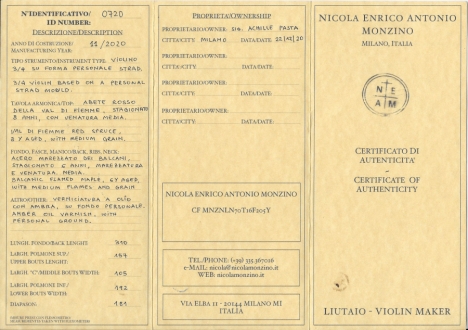 N°IDENTIFICATIVO/
ID NUMBER: 0720
DESCRIZIONE/DESCRIPTION
ANNO DI COSTRUZIONE/ 11/2020
MANUFACTURING YEAR:
TIPO STRUMENTO/INSTRUMENT TYPE: VIOLINO
3/4 SU FORMA PERSONALE STRAD.
3/4 VIOLIN BASED ON A PERSONAL
STRAD MOULD.
TAVOLA ARMONICA/TOP: ABETE ROSSO
DELLA VAL DI FIEMME, STAGIONATO
8 ANNI, CON VENATURA MEDIA.
VAL DI FIEMME RED SPRUCE,
8 Y AGED, WITH MEDIUM GRAIN.
FONDO, FASCE, MANICO/BACK, RIBS, NECK:
ACERO MAREZZATO DEI BALCANI,
STAGIONATO 6 ANNI, MAREZZATURA
E VENATURA MEDIA.
BALCANIC FLAMED MAPLE, 6Y AGED,
WITH MEDIUM FLAMES AND GRAIN
ALTRO/OTHER: VERNICIATURA A OLIO
CON AMBRA, SU FONDO PERSONALE.
AMBER OIL VARNISH, WITH
PERSONAL GROUND.
LUNGH. FONDO/BACK LENGHT: 340
LARGH. POLMONE SUP./ 157
UPPER BOUTS LENGHT:
LARGH. "C"/MIDDLE BOUTS WIDTH: 105
LARGH. POLMONE INF./ 192
LOWER BOUTS WIDTH:
DIAPASON: 181
PROPRIETA'/OWNERSHIP
PROPRIETARIO/OWNER: SIG. ACHILLE PASTA
CITTA/CITY: MILANO DATA/DATE: 22/12/20
PROPRIETARIO/OWNER:
CITTA/CITY: DATA/DATE:
PROPRIETARIO/OWNER:
CITTA/CITY: DATA/DATE:
PROPRIETARIO/OWNER:
CITTA/CITY: DATA/DATE:
NICOLA ENRICO ANTONIO MONZINO
CF MNZNLN70T16F205Y
TEL./PHONE: (+39) 335 367026
e-MAIL: nicola@nicolamonzino.it
WEB: nicolamonzino.it
VIA ELBA 11 - 20144 MILANO MI
ITALIA
NICOLA ENRICO ANTONIO
MONZINO
MILANO, ITALIA
N E
A M
CERTIFICATO DI
AUTENTICITA'
-
CERTIFICATE OF
AUTHENTICITY
LIUTAIO - VIOLIN MAKER